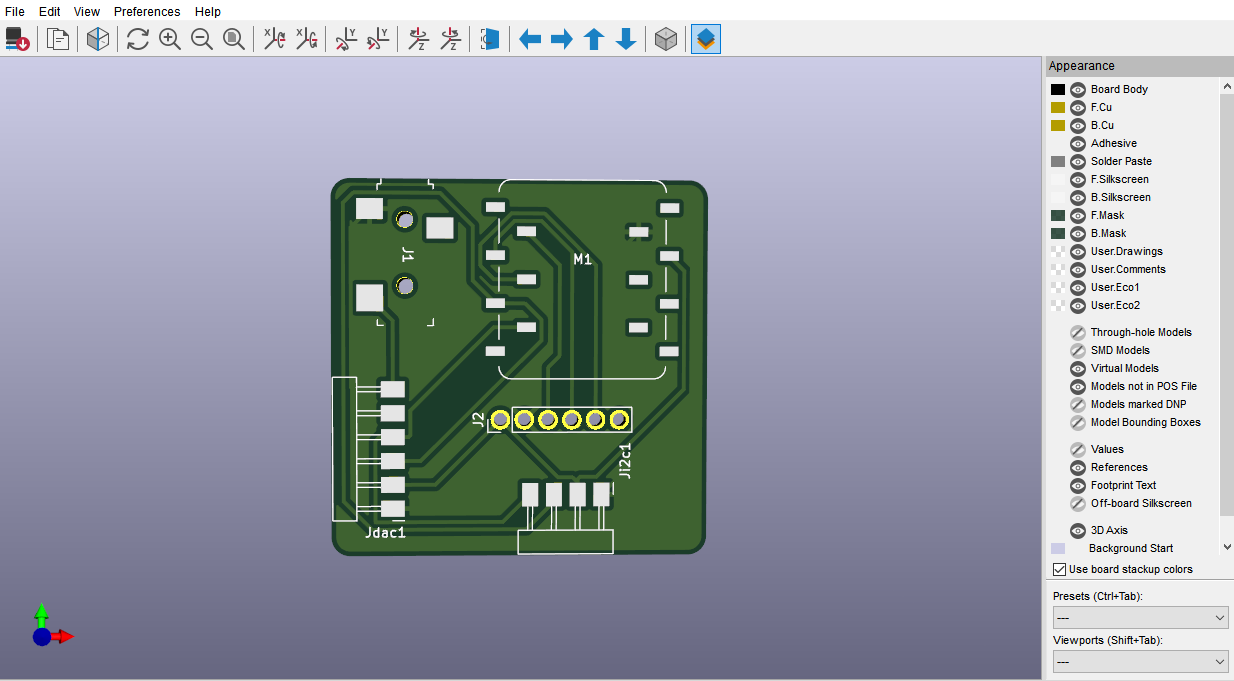 File Edit View Preferences Help
Appearance
Board Body
F.Cu
B.Cu
Adhesive
Solder Paste
F.Silkscreen
B.Silkscreen
F.Mask
B.Mask
User.Drawings
User.Comments
User.Eco1
User.Eco2
Through-hole Models
SMD Models
Virtual Models
Models not in POS File
Models marked DNP
Model Bounding Boxes
Values
References
Footprint Text
Off-board Silkscreen
3D Axis
Background Start
Use board stackup colors
Presets (Ctrl+Tab):
---
Viewports (Shift+Tab):
---
J1
M1
J2
Ji2c1
Jdac1